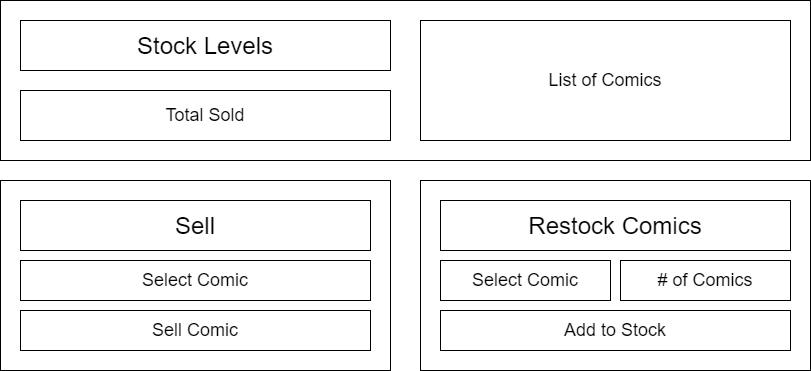 Stock Levels
Total Sold
List of Comics
Sell
Select Comic
Sell Comic
Restock Comics
Select Comic
# of Comics
Add to Stock